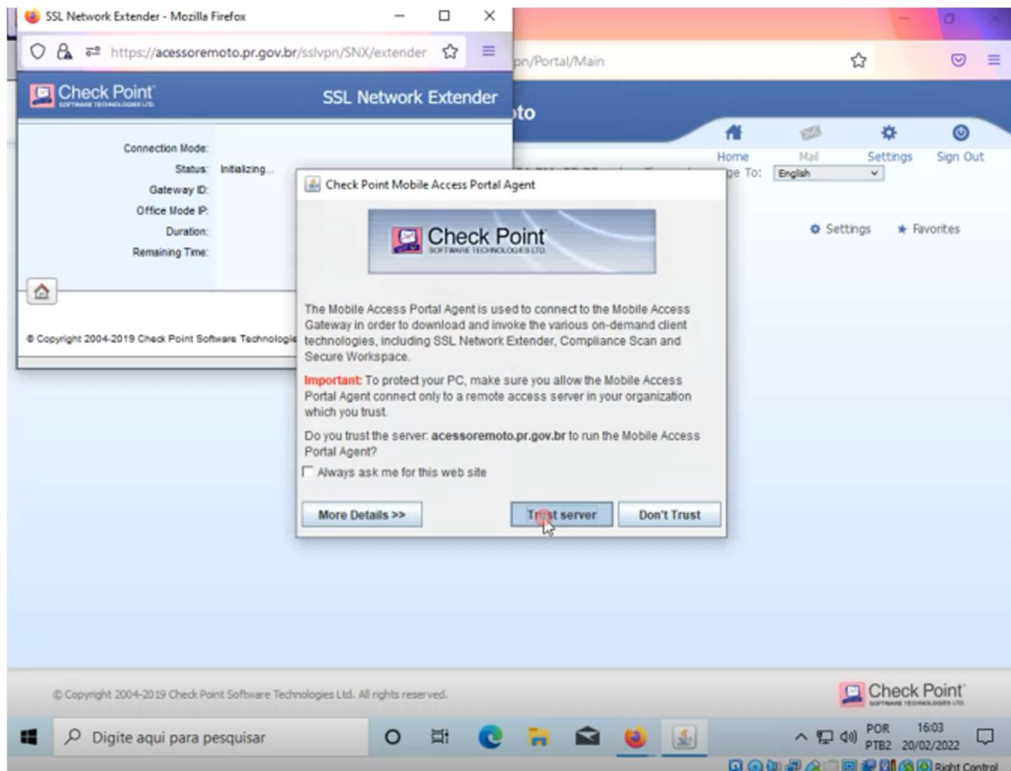 SSL Network Extender - Mozilla Firefox
https://acessoremoto.pr.gov.br/sslvpn/SNX/extender
pn/Portal/Main
Check Point
SOFTWARE TECHNOLOGIES LTD.
SSL Network Extender
oto
Home
Mail
Settings
Sign Out
ge To:
English
Settings
Favorites
Connection Mode:
Status: Initializing...
Gateway ID:
Office Mode IP:
Duration:
Remaining Time:
© Copyright 2004-2019 Check Point Software Technologie
Check Point Mobile Access Portal Agent
Check Point
SOFTWARE TECHNOLOGIES LTD.
The Mobile Access Portal Agent is used to connect to the Mobile Access
Gateway in order to download and invoke the various on-demand client
technologies, including SSL Network Extender, Compliance Scan and
Secure Workspace.
Important: To protect your PC, make sure you allow the Mobile Access
Portal Agent connect only to a remote access server in your organization
which you trust.
Do you trust the server: acessoremoto.pr.gov.br to run the Mobile Access
Portal Agent?
Always ask me for this web site
More Details >>
Trust server
Don't Trust
© Copyright 2004-2019 Check Point Software Technologies Ltd. All rights reserved.
Check Point
SOFTWARE TECHNOLOGIES LTD.
Digite aqui para pesquisar
POR
PTB2
16:03
20/02/2022
Right Control